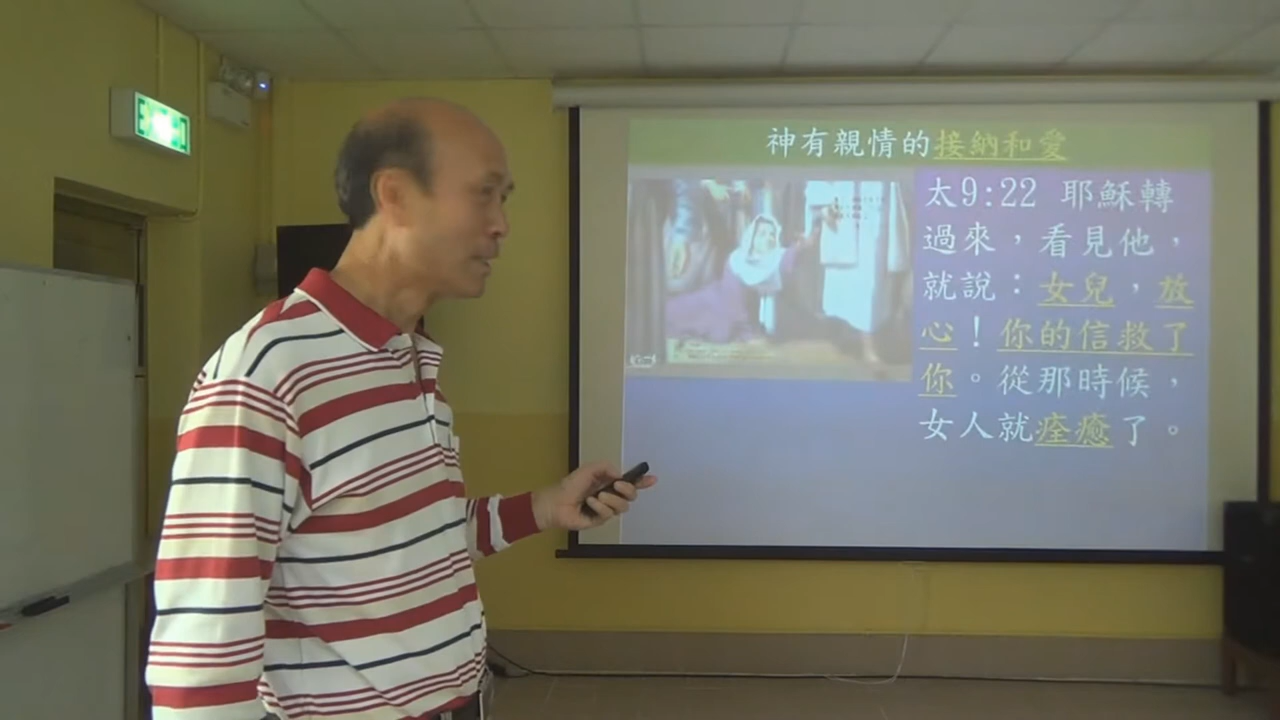 神有親情的接納和愛
太9:22 耶穌轉
過來，看見他，
就說：女兒，放
心！你的信救了
你。從那時候，
女人就痊癒了。